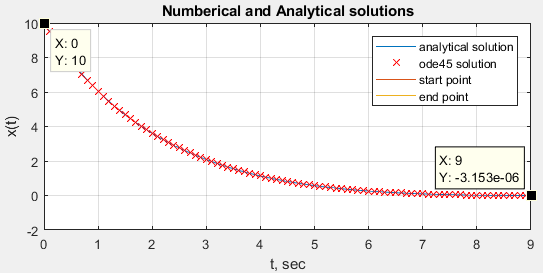 Numberical and Analytical solutions
10
8
6
4
2
0
-2
x(t)
X: 0
Y: 10
analytical solution
ode45 solution
start point
end point
X: 9
Y: -3.153e-06
0 1 2 3 4 5 6 7 8 9
t, sec